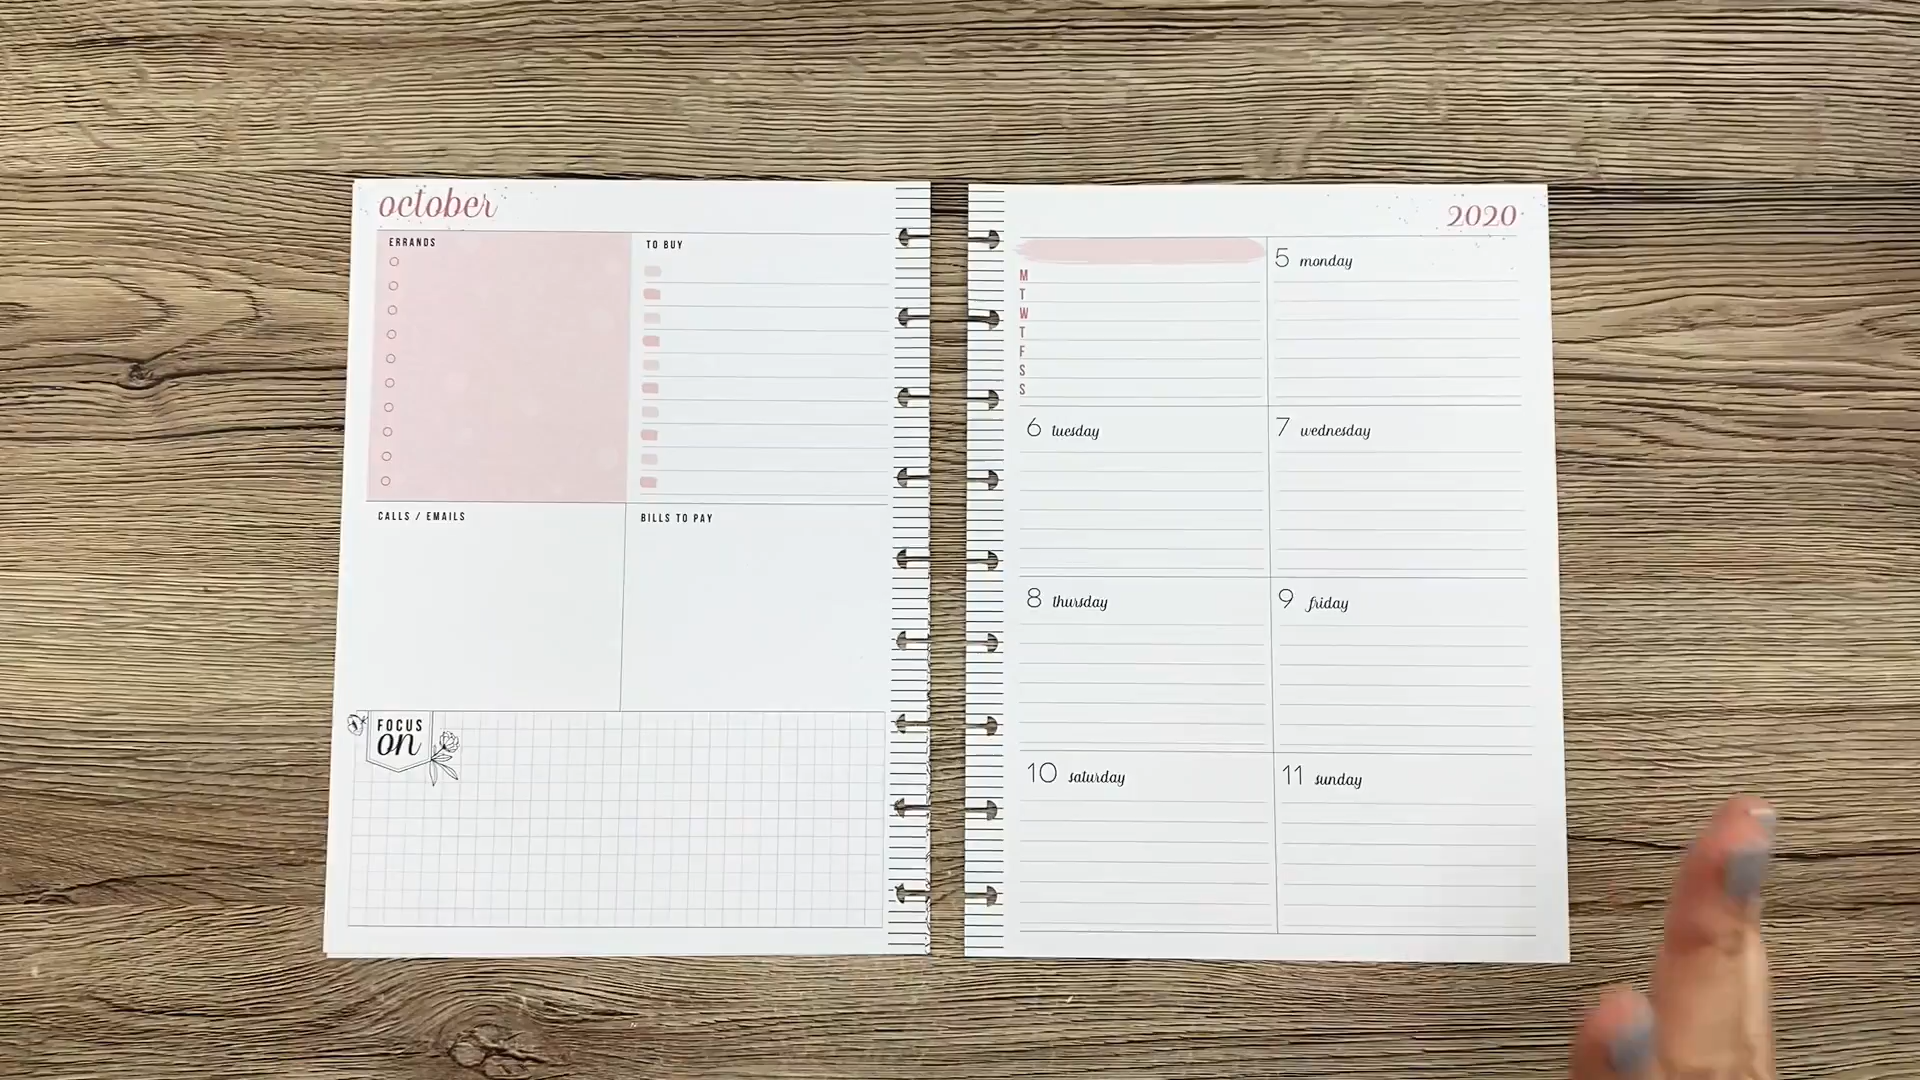 october
ERRANDS
TO BUY
CALLS / EMAILS
BILLS TO PAY
FOCUS
on
2020
M
T
W
T
F
S
S
5 monday
6 tuesday
7 wednesday
8 thursday
9 friday
10 saturday
11 sunday